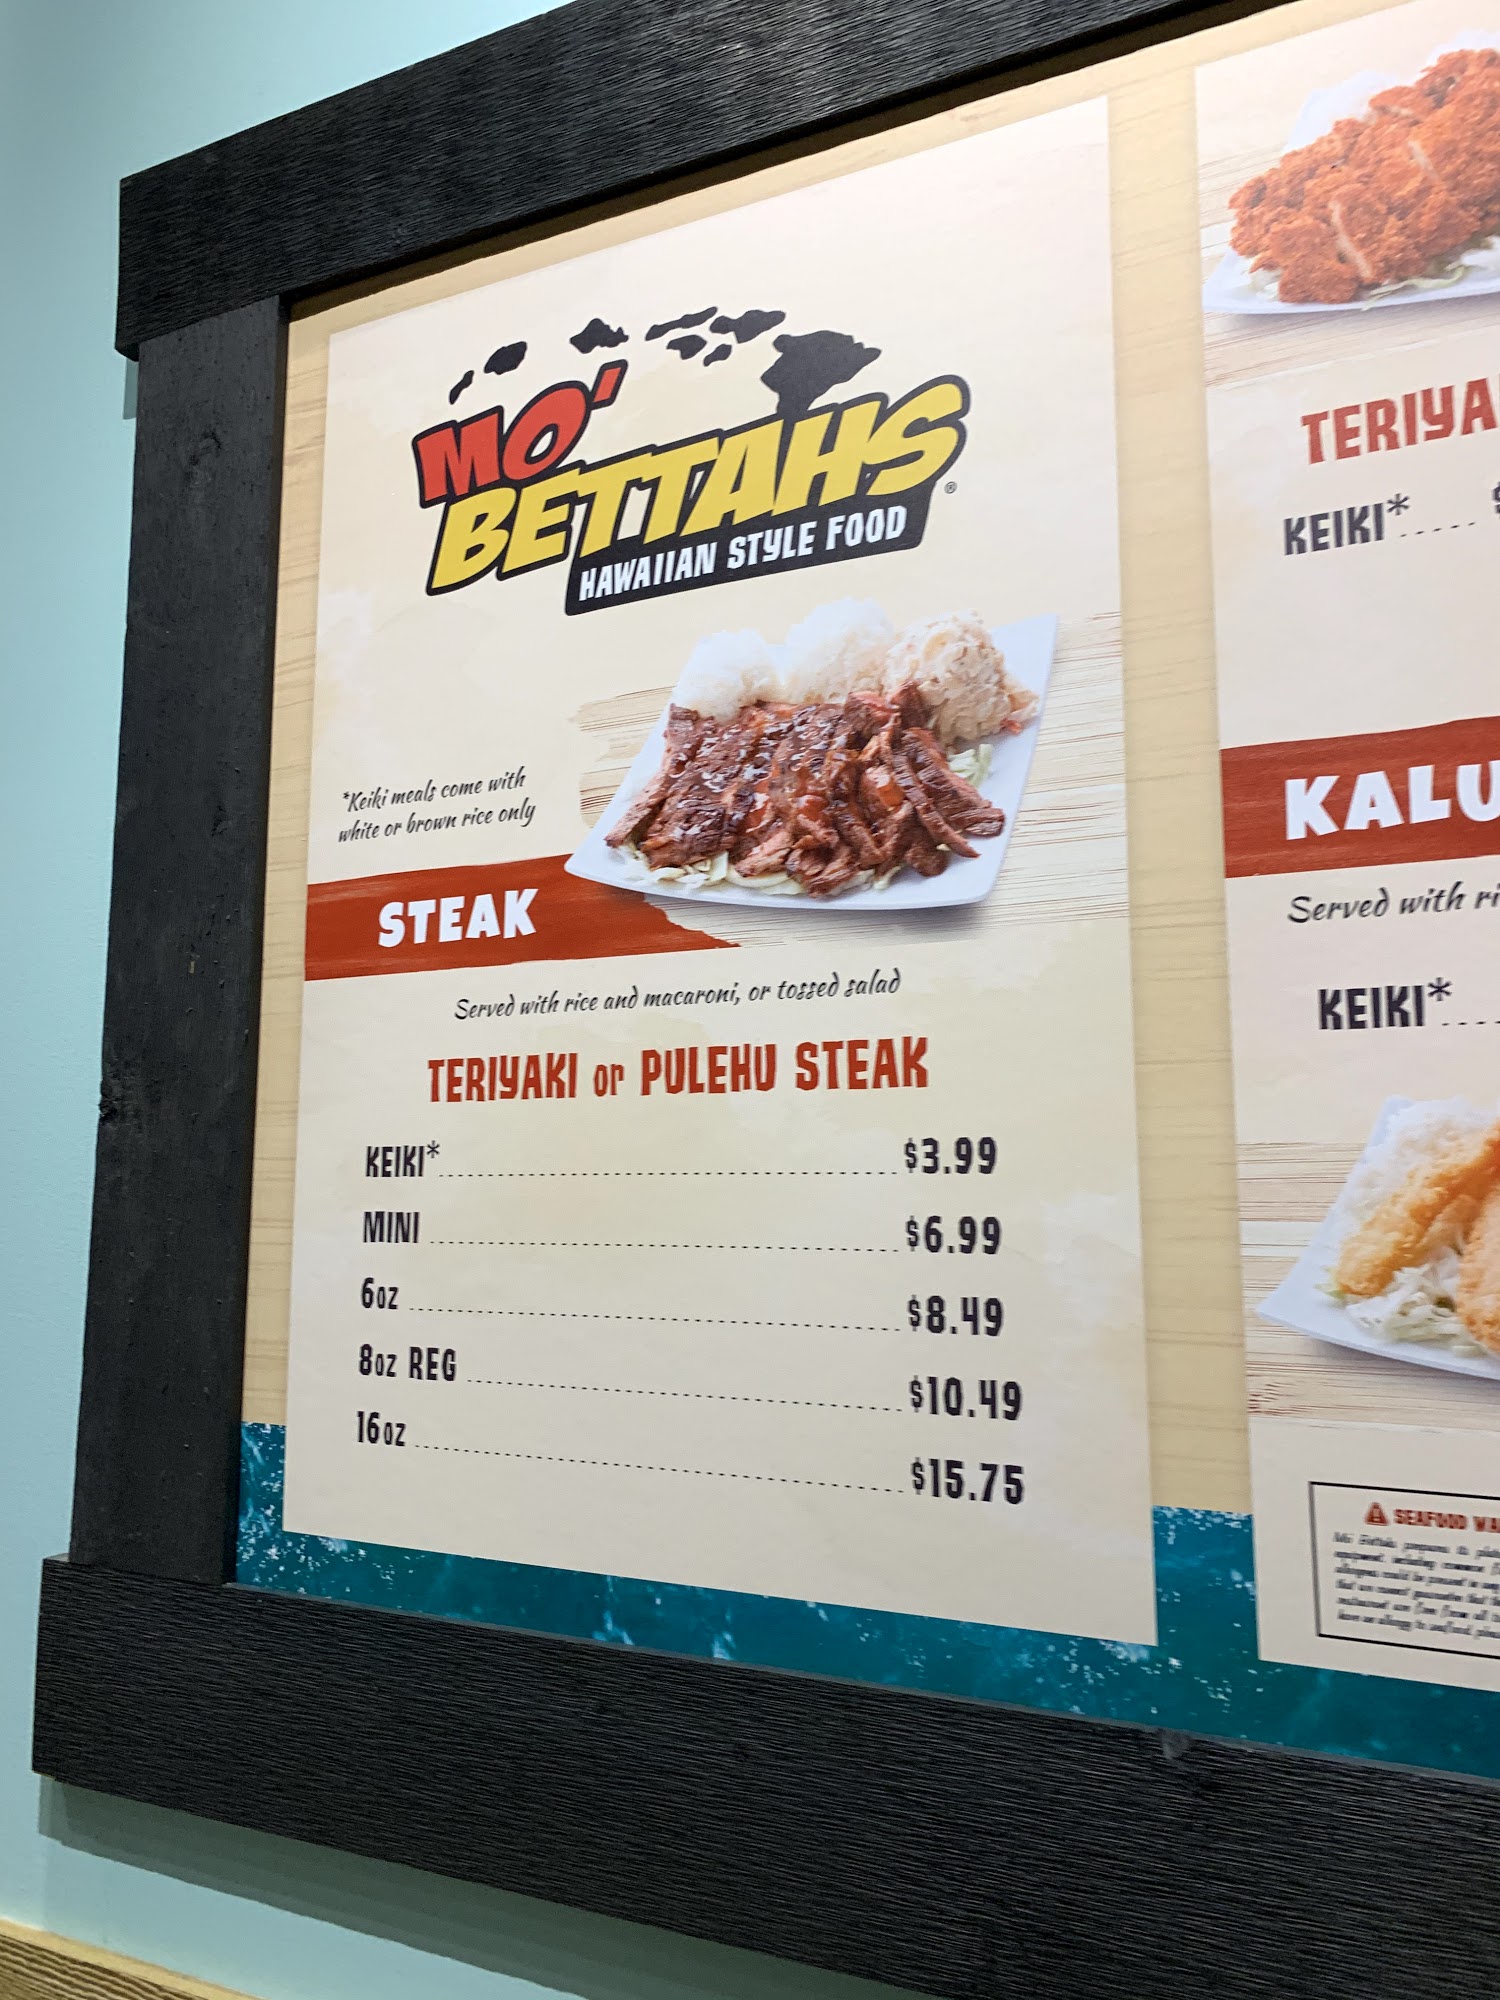 MO'
BETTAHS®
HAWAIIAN STYLE FOOD
*Keiki meals come with
white or brown rice only
STEAK
Served with rice and macaroni, or tossed salad
TERIYAKI or PULEHU STEAK
KEIKI* $3.99
MINI $6.99
6oz $8.49
8oz REG $10.49
16oz $15.75
TERIYA
KEIKI*
KALU
Served with ri
KEIKI*
SEAFOOD WA